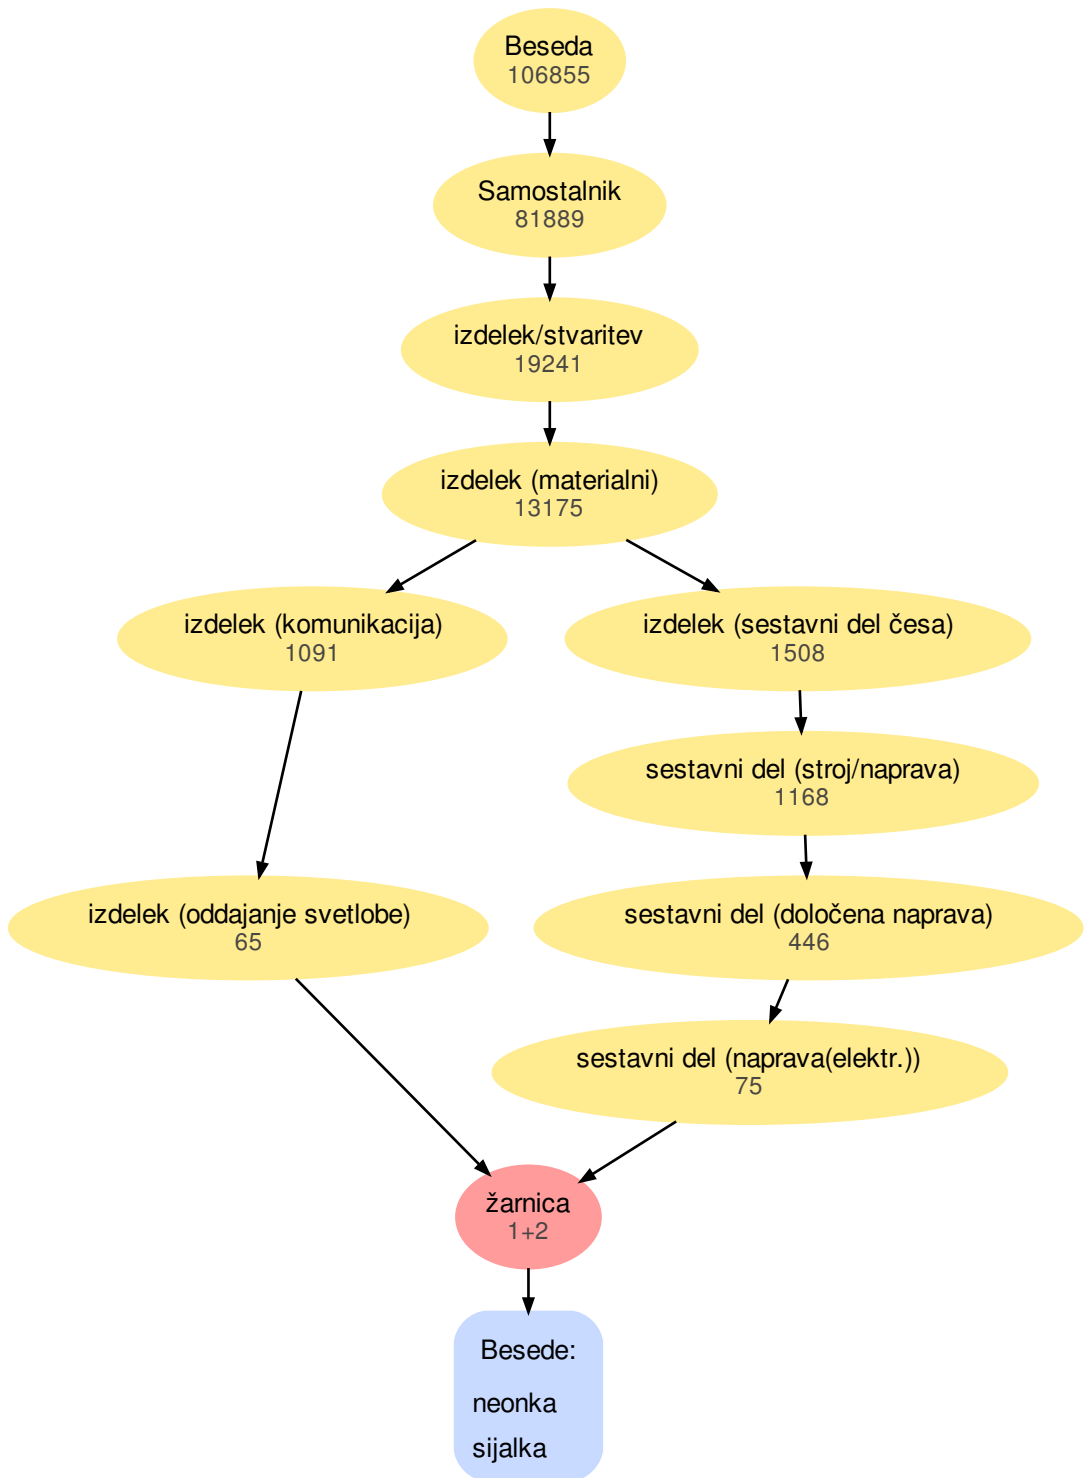 Beseda
106855
Samostalnik
81889
izdelek/stvaritev
19241
izdelek (materialni)
13175
izdelek (komunikacija)
1091
izdelek (sestavni del česa)
1508
sestavni del (stroj/naprava)
1168
izdelek (oddajanje svetlobe)
65
sestavni del (določena naprava)
446
sestavni del (naprava(elektr.))
75
žarnica
1+2
Besede:
neonka
sijalka